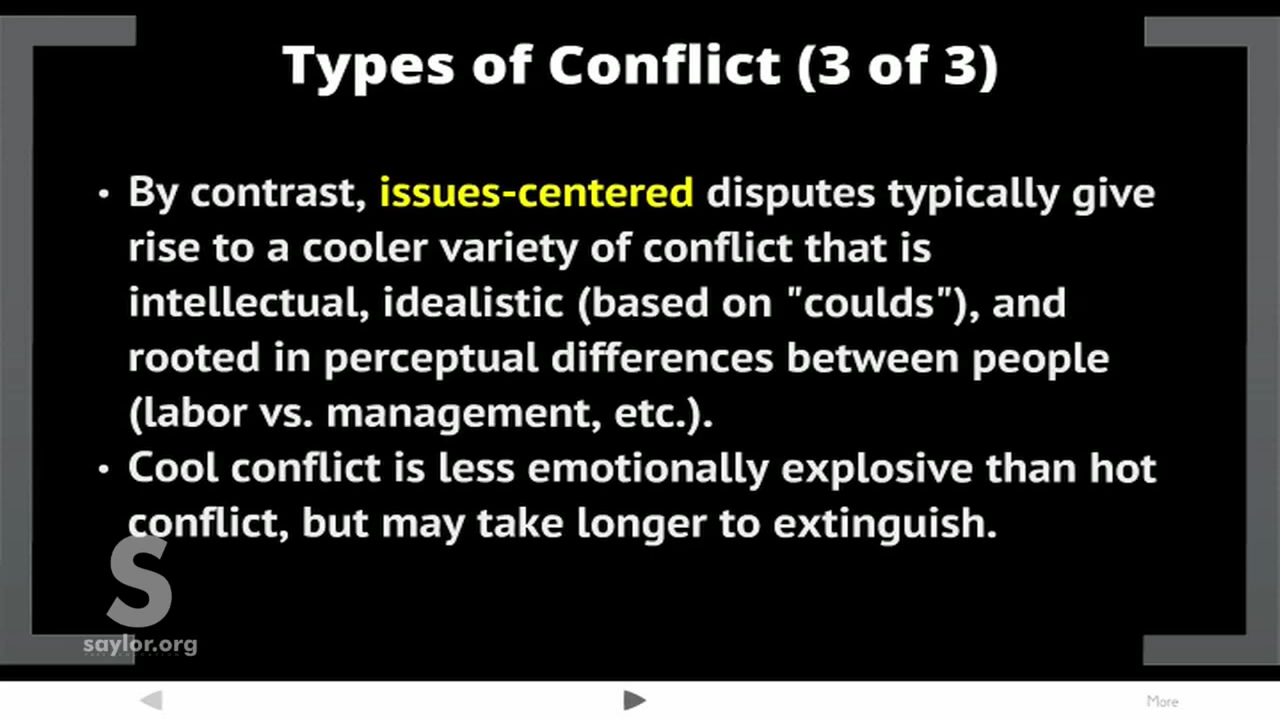 Types of Conflict (3 of 3)
• By contrast, issues-centered disputes typically give
rise to a cooler variety of conflict that is
intellectual, idealistic (based on "coulds"), and
rooted in perceptual differences between people
(labor vs. management, etc.).
• Cool conflict is less emotionally explosive than hot
conflict, but may take longer to extinguish.
S
saylor.org
More